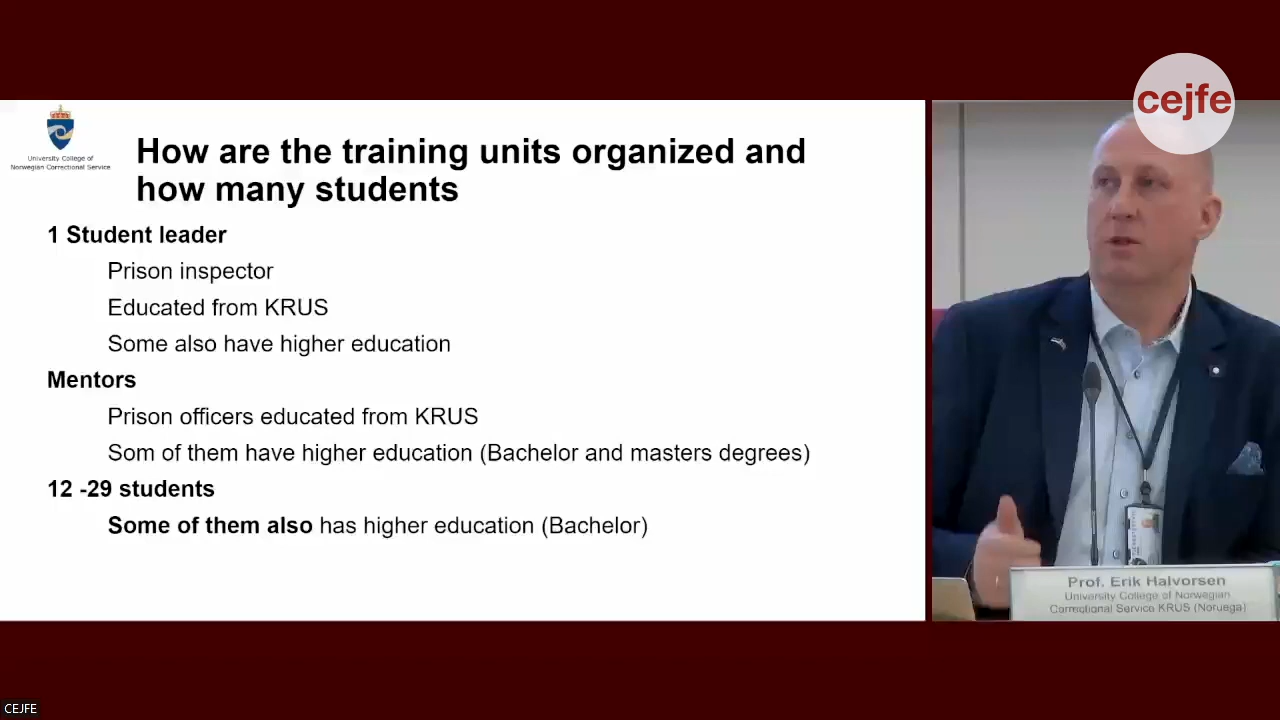 cejfe
University College of
Norwegian Correctional Service
How are the training units organized and
how many students
1 Student leader
Prison inspector
Educated from KRUS
Some also have higher education
Mentors
Prison officers educated from KRUS
Som of them have higher education (Bachelor and masters degrees)
12 -29 students
Some of them also has higher education (Bachelor)
Prof. Erik Halvorsen
University College of Norwegian
Correctional Service KRUS (Noruega)
CEJFE